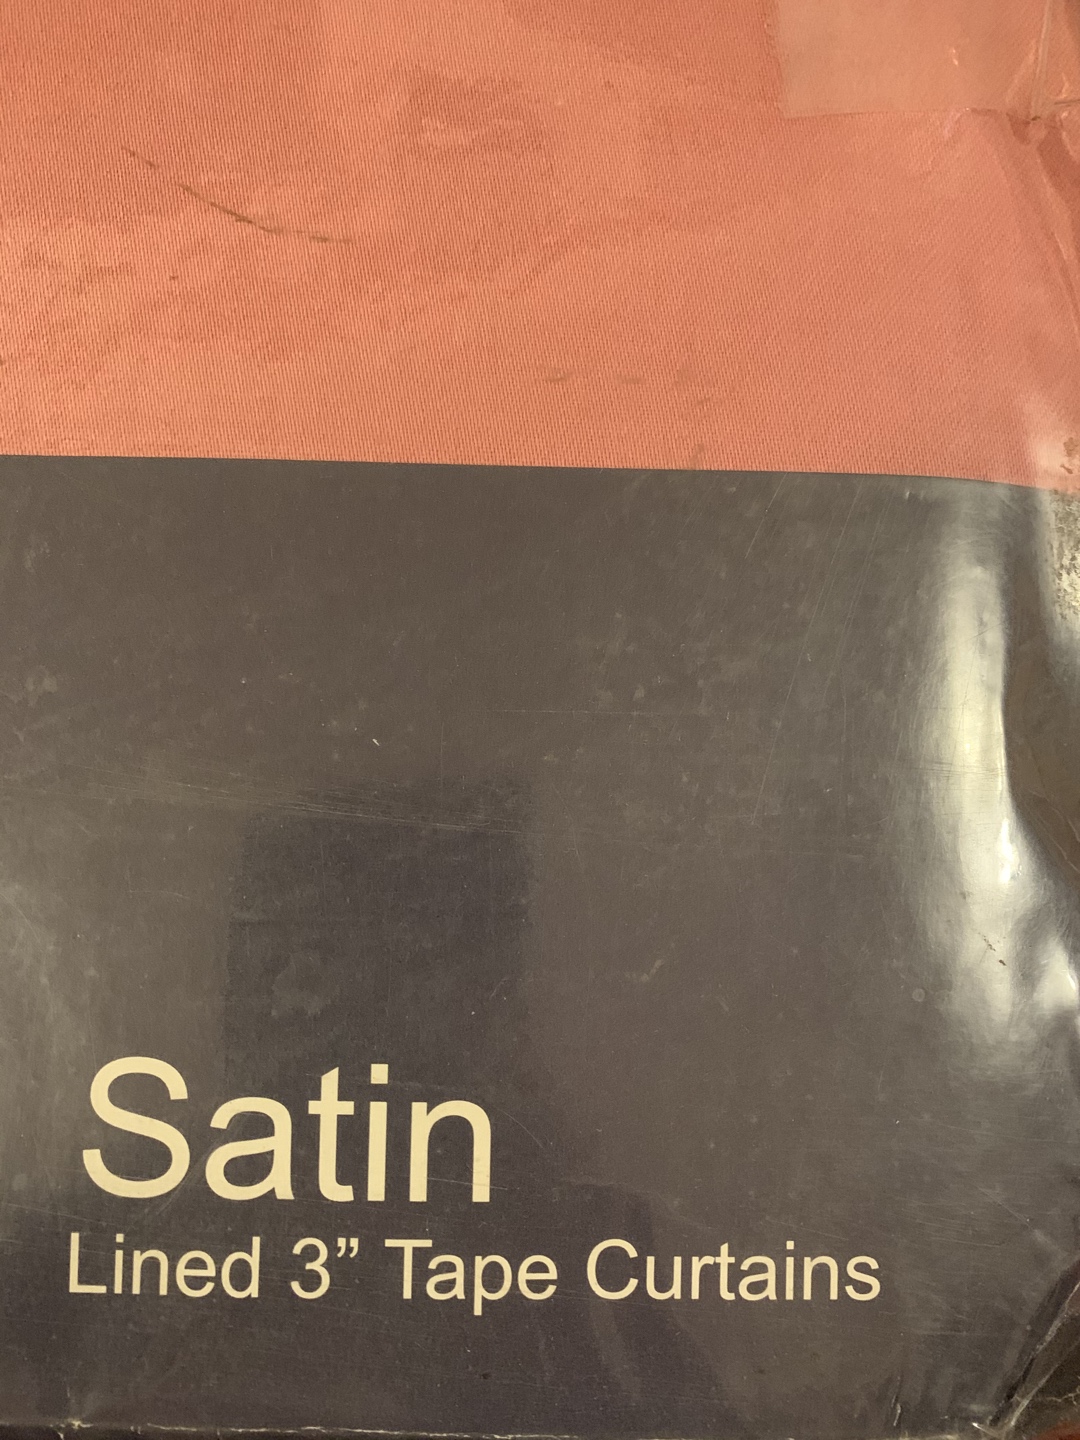 Satin
Lined 3” Tape Curtains